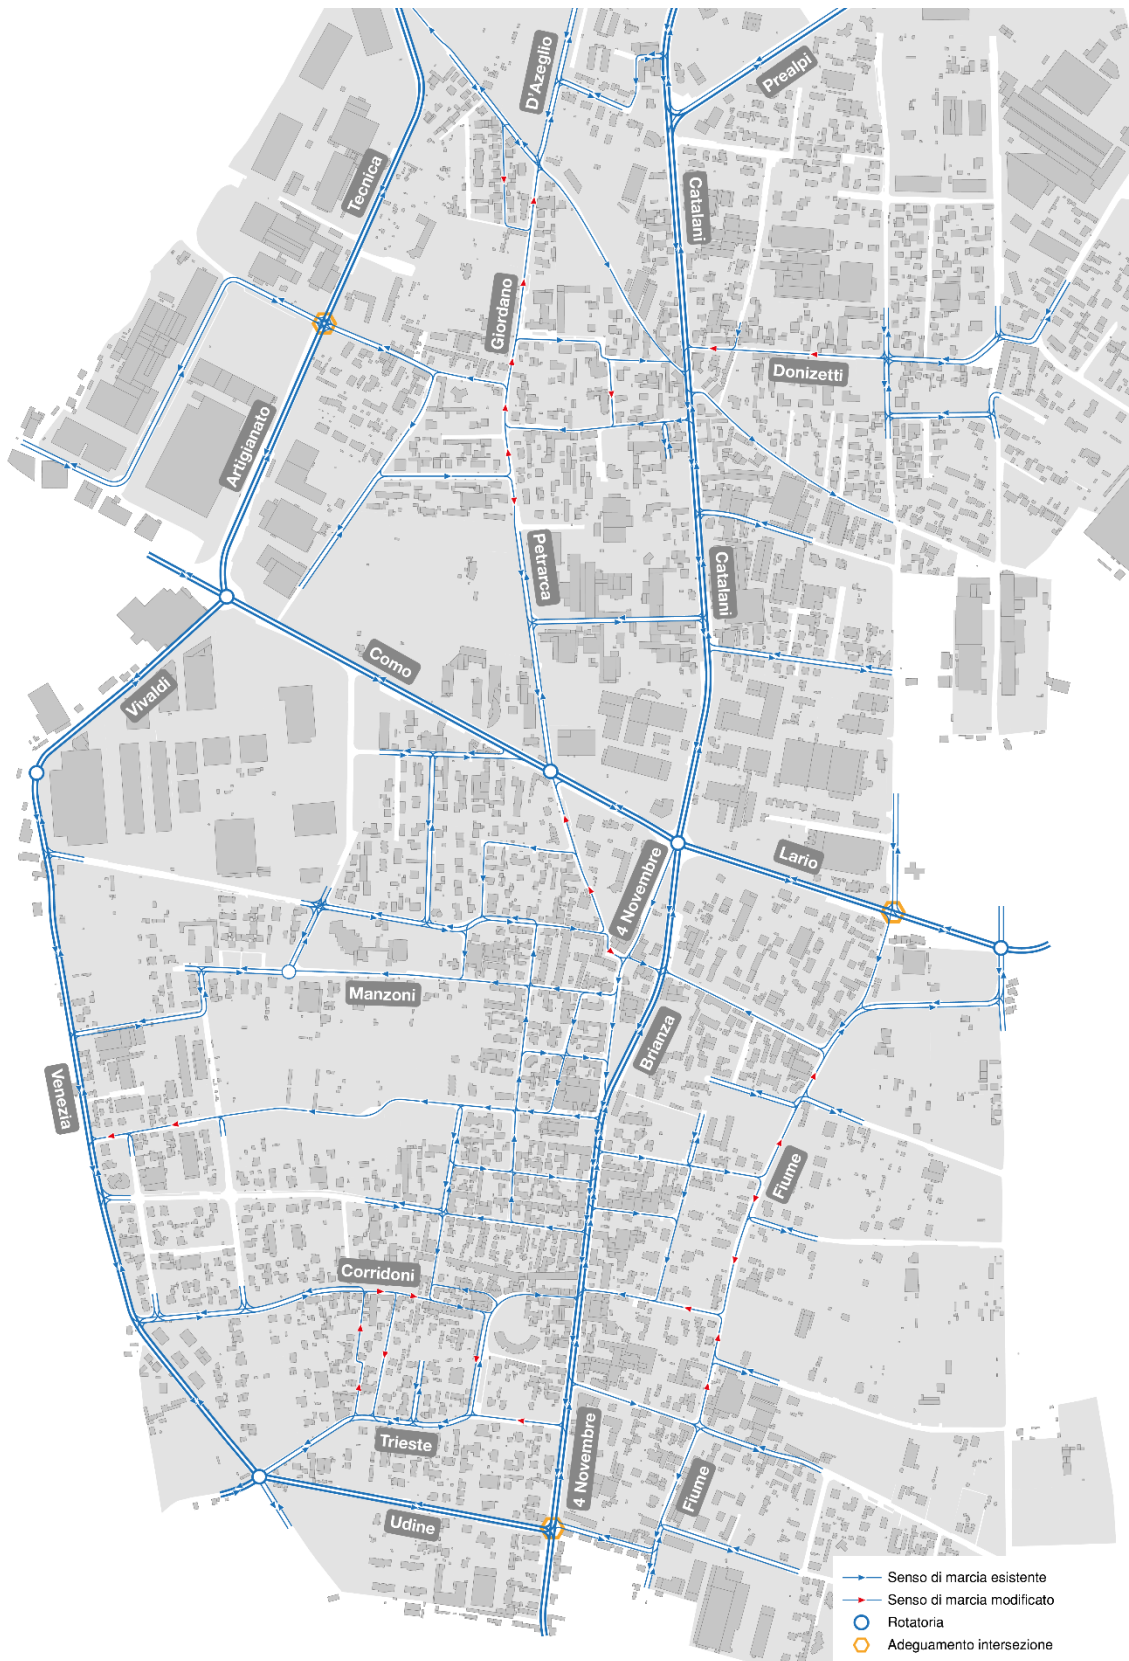 D'Azeglio
Prealpi
Tecnica
Catalani
Giordano
Donizetti
Artigianato
Petrarca
Catalani
Como
Vivaldi
4 Novembre
Lario
Manzoni
Brianza
Venezia
Fiume
Corridoni
Trieste
4 Novembre
Fiume
Udine
Senso di marcia esistente
Senso di marcia modificato
Rotatoria
Adeguamento intersezione